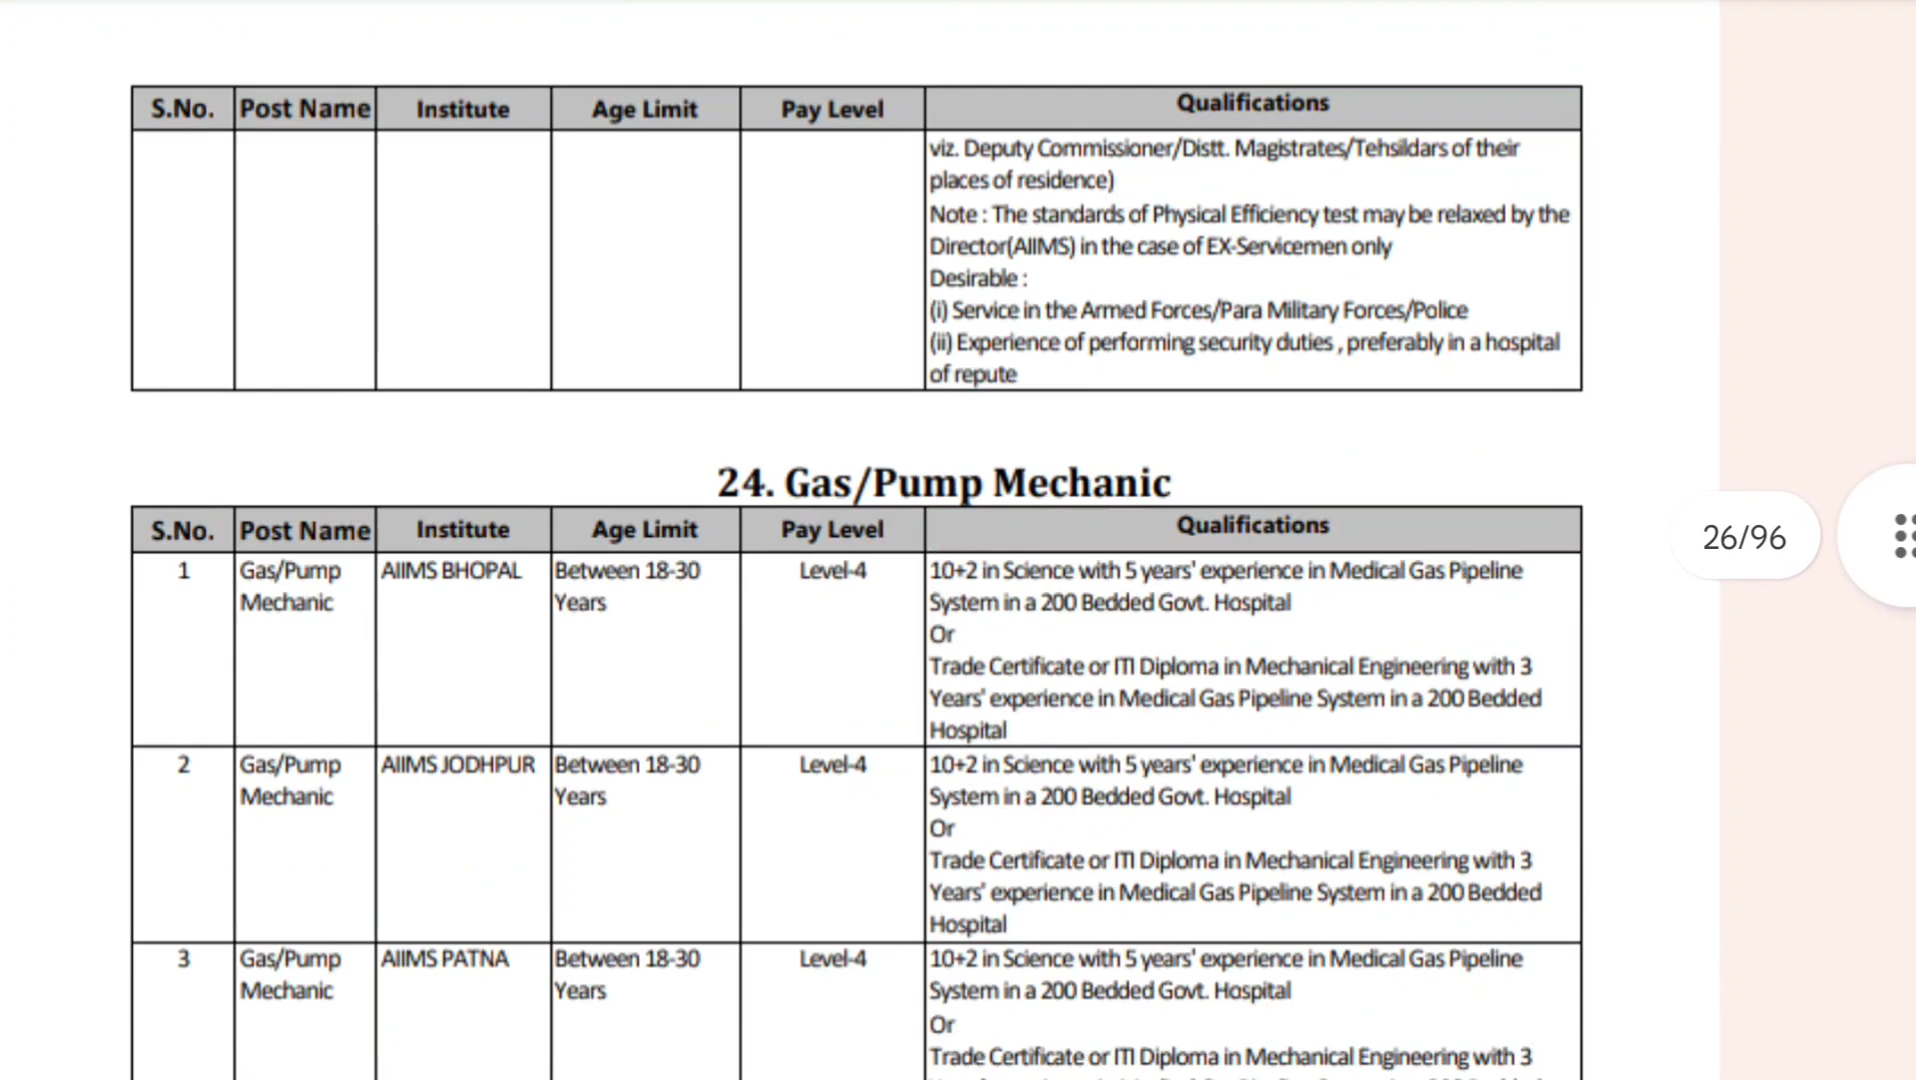 S.No. Post Name Institute Age Limit Pay Level Qualifications
viz. Deputy Commissioner/Distt. Magistrates/Tehsildars of their
places of residence)
Note : The standards of Physical Efficiency test may be relaxed by the
Director(AIIMS) in the case of EX-Servicemen only
Desirable :
(i) Service in the Armed Forces/Para Military Forces/Police
(ii) Experience of performing security duties , preferably in a hospital
of repute
24. Gas/Pump Mechanic
S.No. Post Name Institute Age Limit Pay Level Qualifications
1 Gas/Pump AIIMS BHOPAL Between 18-30 Level-4 10+2 in Science with 5 years' experience in Medical Gas Pipeline
Mechanic Years System in a 200 Bedded Govt. Hospital
Or
Trade Certificate or ITI Diploma in Mechanical Engineering with 3
Years' experience in Medical Gas Pipeline System in a 200 Bedded
Hospital
2 Gas/Pump AIIMS JODHPUR Between 18-30 Level-4 10+2 in Science with 5 years' experience in Medical Gas Pipeline
Mechanic Years System in a 200 Bedded Govt. Hospital
Or
Trade Certificate or ITI Diploma in Mechanical Engineering with 3
Years' experience in Medical Gas Pipeline System in a 200 Bedded
Hospital
3 Gas/Pump AIIMS PATNA Between 18-30 Level-4 10+2 in Science with 5 years' experience in Medical Gas Pipeline
Mechanic Years System in a 200 Bedded Govt. Hospital
Or
Trade Certificate or ITI Diploma in Mechanical Engineering with 3
26/96